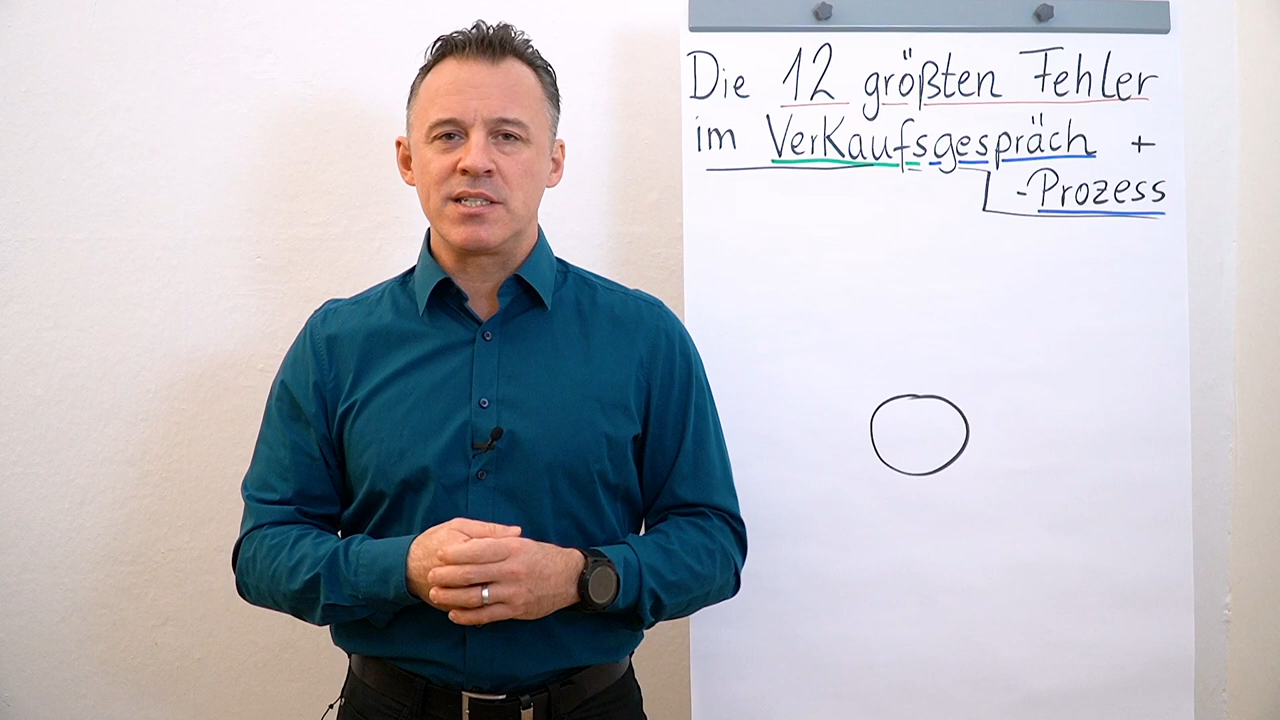 Die 12 größten Fehler
im Verkaufsgespräch +
-Prozess